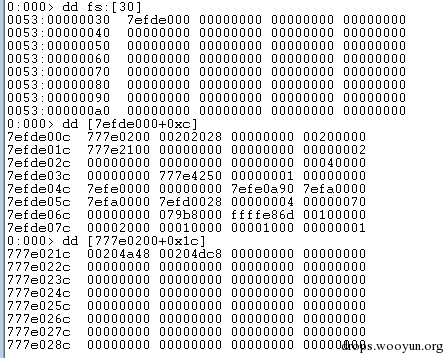 0:000> dd fs:[30]
0053:00000030  7efde000 00000000 00000000 00000000
0053:00000040  00000000 00000000 00000000 00000000
0053:00000050  00000000 00000000 00000000 00000000
0053:00000060  00000000 00000000 00000000 00000000
0053:00000070  00000000 00000000 00000000 00000000
0053:00000080  00000000 00000000 00000000 00000000
0053:00000090  00000000 00000000 00000000 00000000
0053:000000a0  00000000 00000000 00000000 00000000
0:000> dd [7efde000+0xc]
7efde00c  777e0200 00202028 00000000 00200000
7efde01c  777e2100 00000000 00000000 00000002
7efde02c  00000000 00000000 00000000 00040000
7efde03c  00000000 777e4250 00000001 00000000
7efde04c  7efe0000 00000000 7efe0a90 7efa0000
7efde05c  7efa0000 7efd0028 00000004 00000070
7efde06c  00000000 079b8000 ffffe86d 00100000
7efde07c  00002000 00010000 00001000 00000001
0:000> dd [777e0200+0x1c]
777e021c  00204a48 00204dc8 00000000 00000000
777e022c  00000000 00000000 00000000 00000000
777e023c  00000000 00000000 00000000 00000000
777e024c  00000000 00000000 00000000 00000000
777e025c  00000000 00000000 00000000 00000000
777e026c  00000000 00000000 00000000 00000000
777e027c  00000000 00000000 00000000 00000000
777e028c  00000000 00000000 00000000
drops.wooyun.org